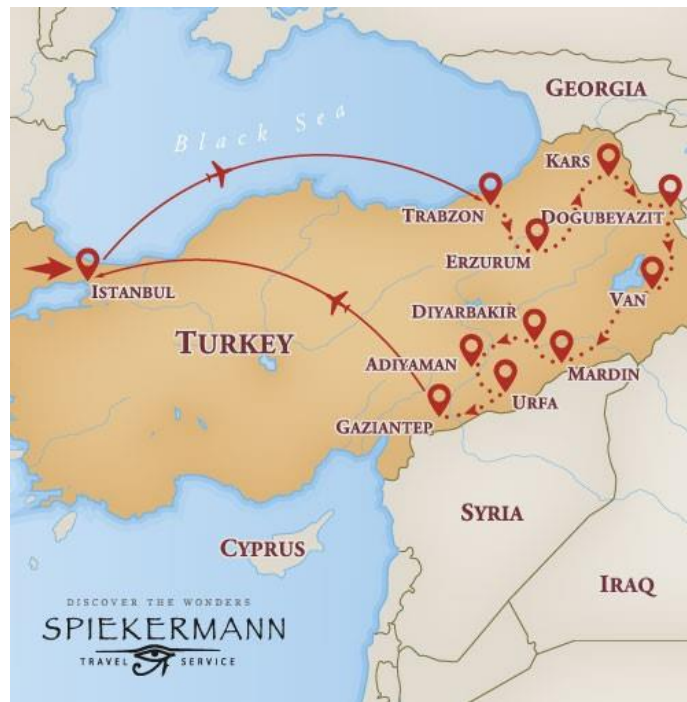 GEORGIA
Black Sea
KARS
TRABZON
DOĞUBEYAZIT
ERZURUM
ISTANBUL
VAN
DIYARBAKIR
TURKEY
ADIYAMAN
MARDIN
URFA
GAZIANTEP
SYRIA
CYPRUS
IRAQ
DISCOVER THE WONDERS
SPIEKERMANN
TRAVEL SERVICE